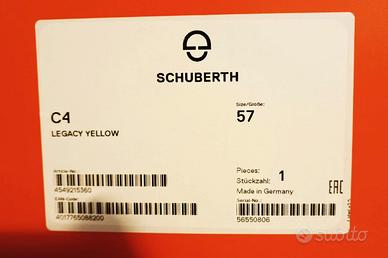 SCHUBERTH
C4
LEGACY YELLOW
Size/Größe:
57
Article-No.:
4549215360
EAN-Code:
4017765088200
Pieces:
Stückzahl: 1
Made in Germany
Serial-No.:
56550806
EAC
subito